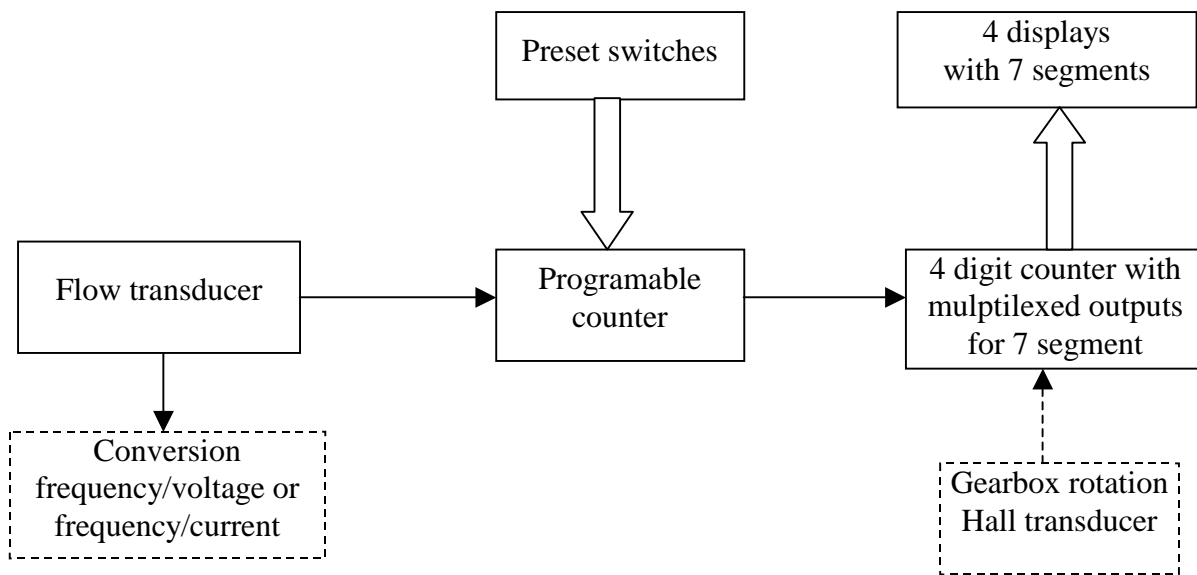 Preset switches
4 displays
with 7 segments
Flow transducer
Programable
counter
4 digit counter with
mulptilexed outputs
for 7 segment
Conversion
frequency/voltage or
frequency/current
Gearbox rotation
Hall transducer